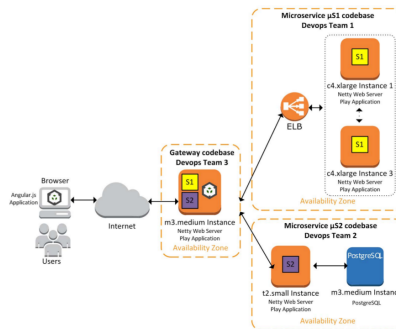 Microservice µS1 codebase
Devops Team 1
S1
c4.xlarge Instance 1
Netty Web Server
Play Application
ELB
S1
c4.xlarge Instance 3
Netty Web Server
Play Application
Availability Zone
Gateway codebase
Devops Team 3
S1
S2
m3.medium Instance
Netty Web Server
Play Application
Availability Zone
Browser
Angular.js
Application
Internet
Users
Microservice µS2 codebase
Devops Team 2
S2
PostgreSQL
t2.small Instance
Netty Web Server
Play Application
m3.medium Instance
PostgreSQL
Availability Zone